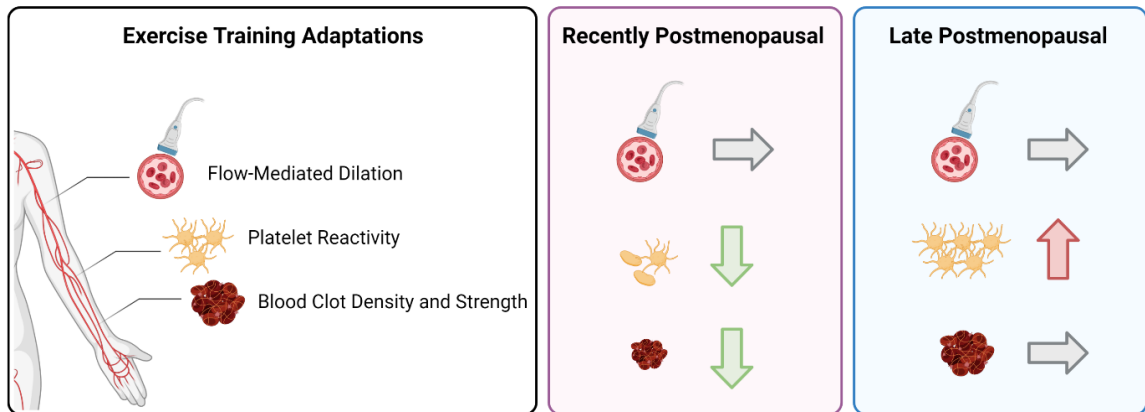 Exercise Training Adaptations
Flow-Mediated Dilation
Platelet Reactivity
Blood Clot Density and Strength
Recently Postmenopausal
Late Postmenopausal